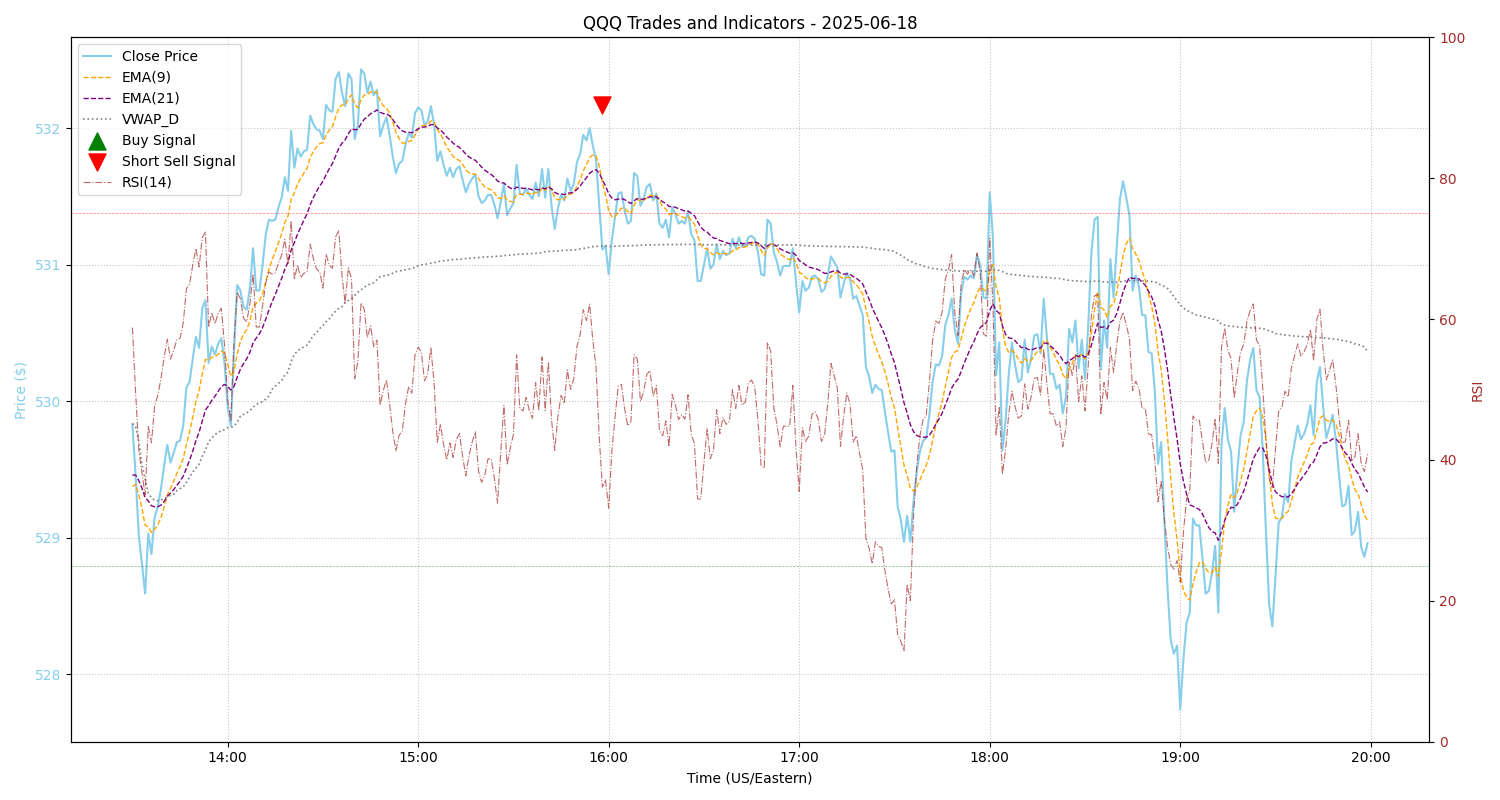 QQQ Trades and Indicators - 2025-06-18
Close Price
EMA(9)
EMA(21)
VWAP_D
Buy Signal
Short Sell Signal
RSI(14)
532
531
530
529
528
Price ($)
100
80
60
40
20
0
RSI
14:00
15:00
16:00
17:00
18:00
19:00
20:00
Time (US/Eastern)